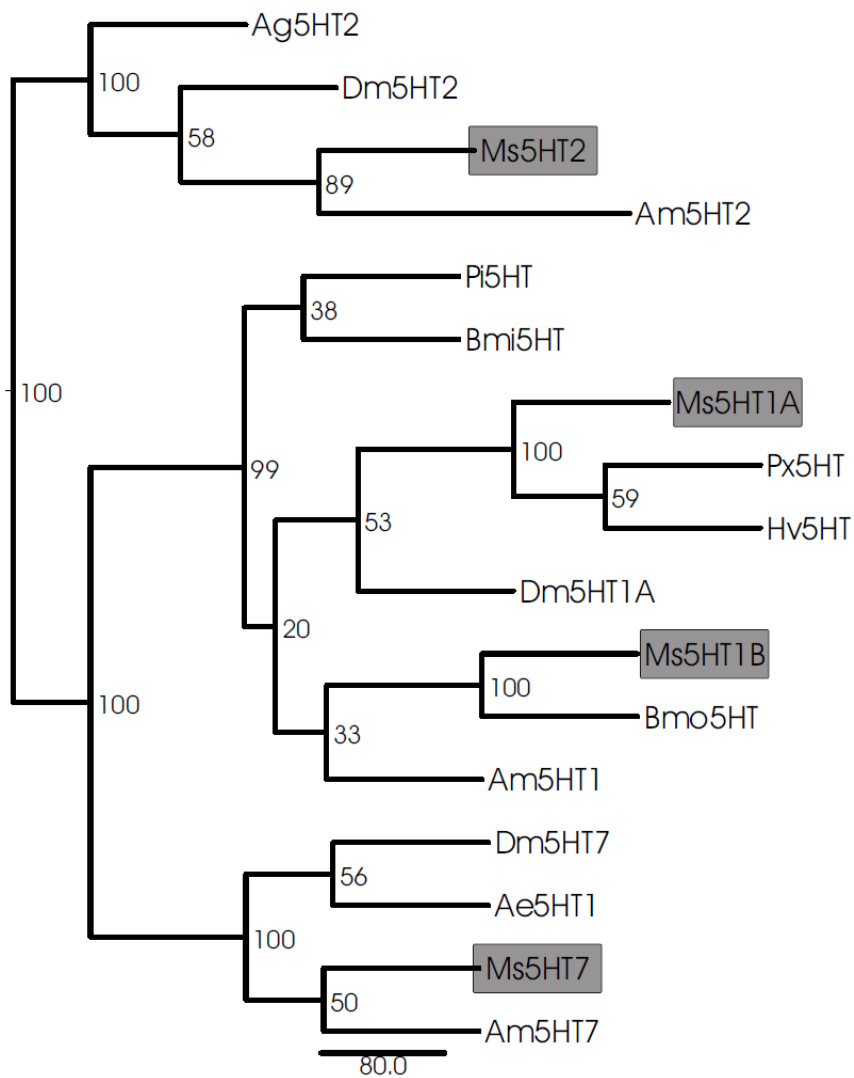 Ag5HT2
100
Dm5HT2
58
Ms5HT2
89
Am5HT2
Pi5HT
38
Bmi5HT
100
Ms5HT1A
100
Px5HT
99
59
Hv5HT
53
Dm5HT1A
20
Ms5HT1B
100
100
Bmo5HT
33
Am5HT1
Dm5HT7
56
Ae5HT1
100
Ms5HT7
50
Am5HT7
80.0